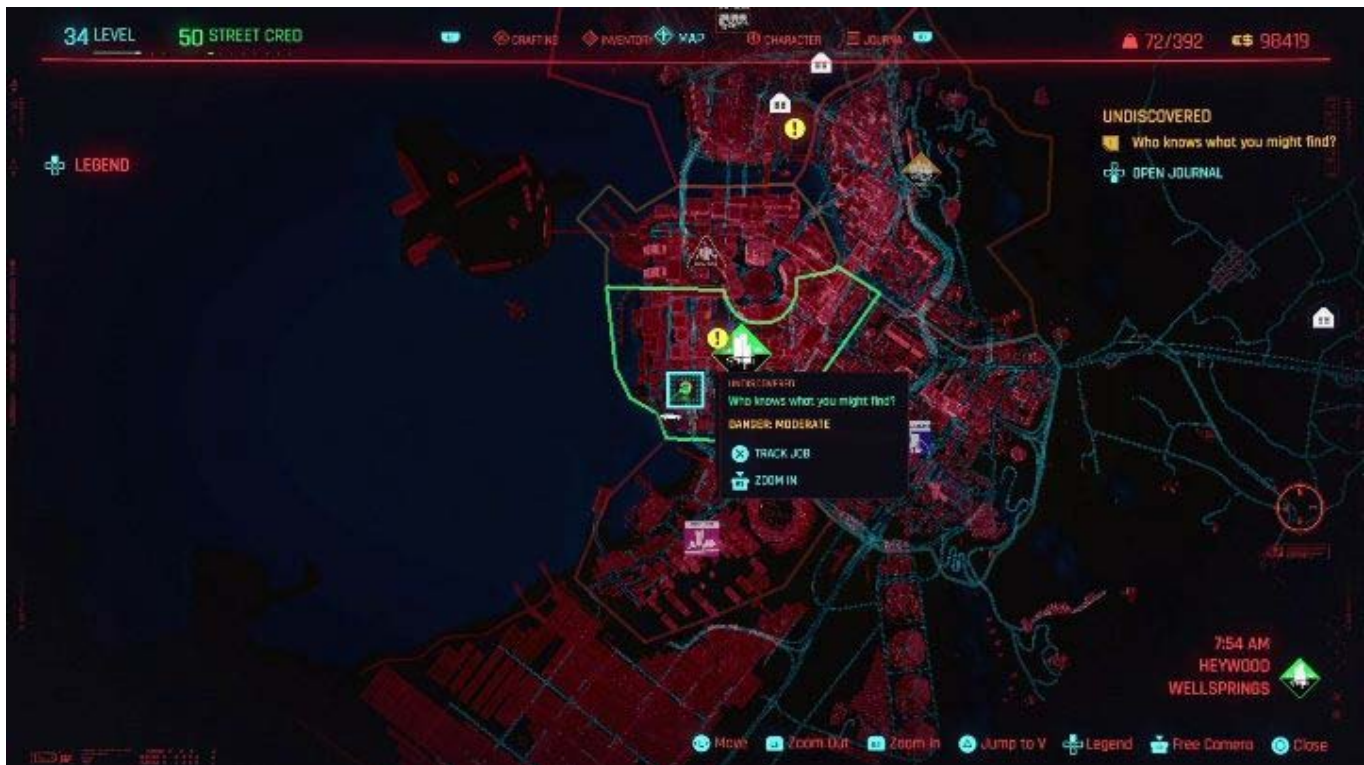 34 LEVEL
50 STREET CRED
CRAFTING
INVENTORY
MAP
CHARACTER
JOURNA
72/392
€$ 98419
LEGEND
UNDISCOVERED
Who knows what you might find?
OPEN JOURNAL
UNDISCOVERED
Who knows what you might find?
DANGER: MODERATE
TRACK JOB
ZOOM IN
7:54 AM
HEYWOOD
WELLSPRINGS
Move
Zoom Out
Zoom In
Jump to V
Legend
Free Camera
Close